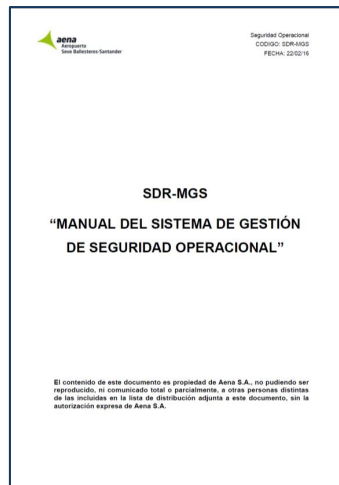 aena
Aeropuerto
Seve Ballesteros-Santander
Seguridad Operacional
CODIGO: SDR-MGS
FECHA: 22/02/16
SDR-MGS
“MANUAL DEL SISTEMA DE GESTIÓN
DE SEGURIDAD OPERACIONAL”
El contenido de este documento es propiedad de Aena S.A., no pudiendo ser
reproducido, ni comunicado total o parcialmente, a otras personas distintas
de las incluidas en la lista de distribución adjunta a este documento, sin la
autorización expresa de Aena S.A.